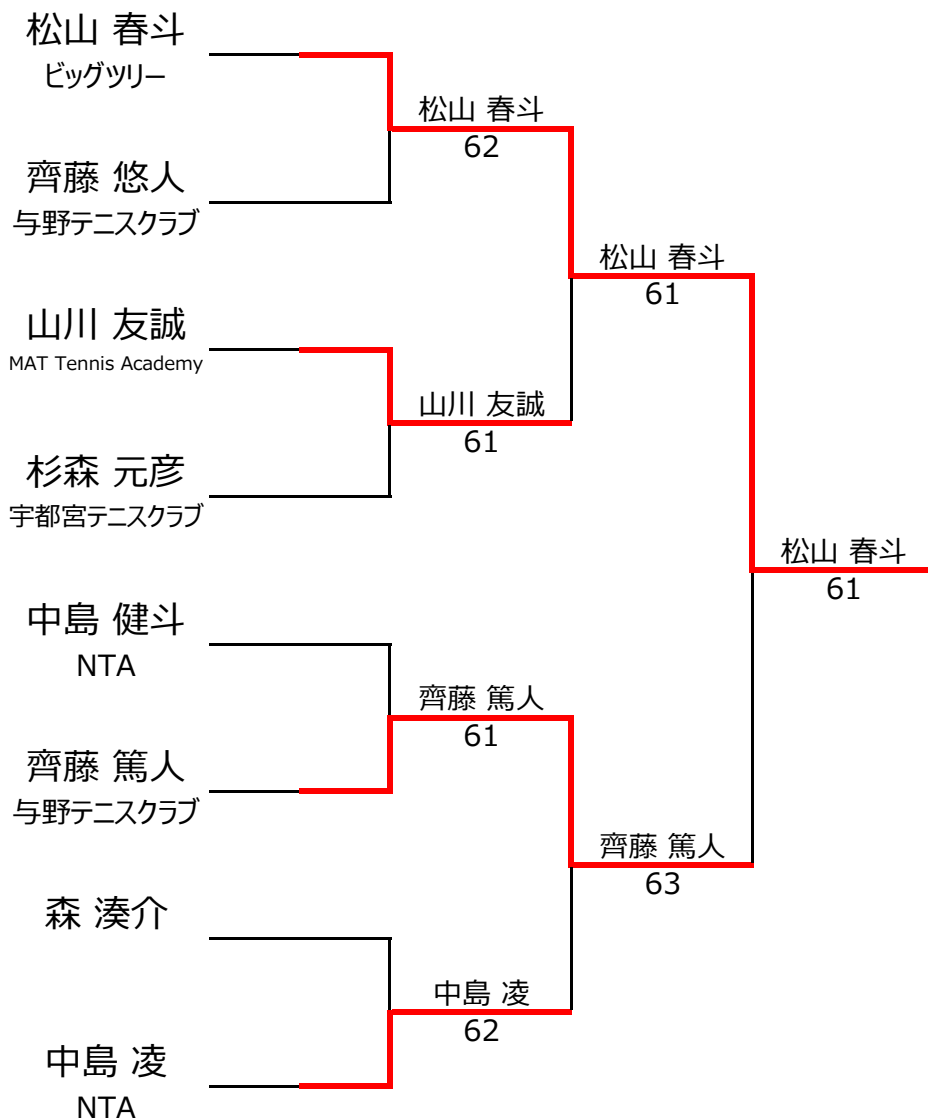 松山 春斗
ビッグツリー
松山 春斗
62
齊藤 悠人
与野テニスクラブ
松山 春斗
61
山川 友誠
MAT Tennis Academy
山川 友誠
61
杉森 元彦
宇都宮テニスクラブ
松山 春斗
61
中島 健斗
NTA
齊藤 篤人
61
齊藤 篤人
与野テニスクラブ
齊藤 篤人
63
森 湊介
中島 凌
62
中島 凌
NTA